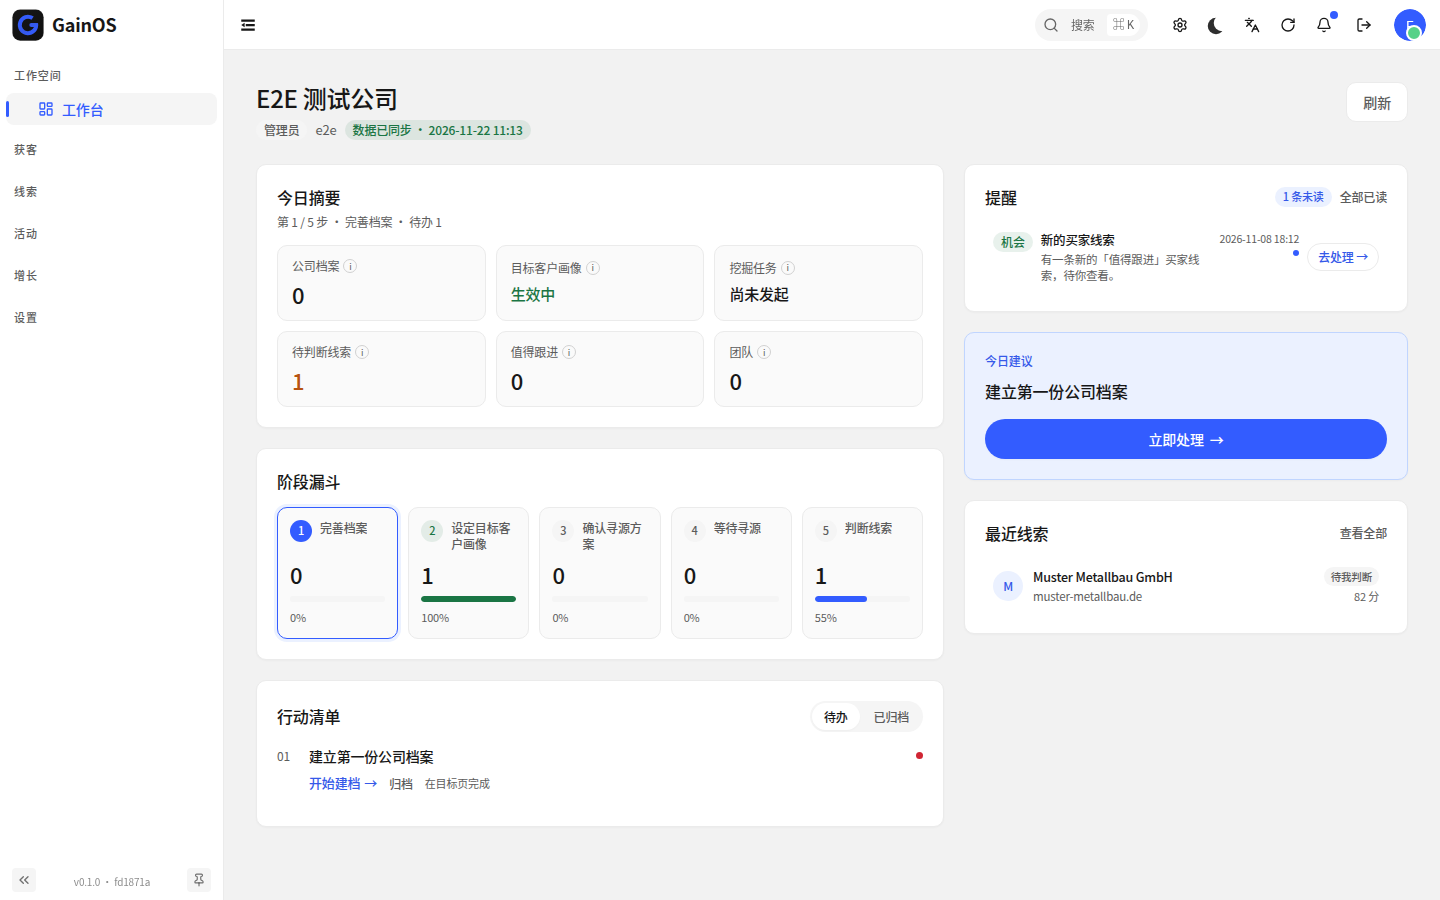 GainOS
工作空间
工作台
获客
线索
活动
增长
设置
v0.1.0 • fd1871a
搜索 ⌘ K
E2E 测试公司
管理员 e2e 数据已同步 • 2026-11-22 11:13
刷新
今日摘要
第 1 / 5 步 • 完善档案 • 待办 1
公司档案
0
目标客户画像
生效中
挖掘任务
尚未发起
待判断线索
1
值得跟进
0
团队
0
阶段漏斗
1 完善档案
0
0%
2 设定目标客
户画像
1
100%
3 确认寻源方
案
0
0%
4 等待寻源
0
0%
5 判断线索
1
55%
行动清单
待办 已归档
01 建立第一份公司档案
开始建档 → 归档 在目标页完成
提醒
1 条未读 全部已读
机会 新的买家线索 2026-11-08 18:12
有一条新的「值得跟进」买家线
索，待你查看。
去处理 →
今日建议
建立第一份公司档案
立即处理 →
最近线索 查看全部
M Muster Metallbau GmbH 待我判断
muster-metallbau.de 82 分